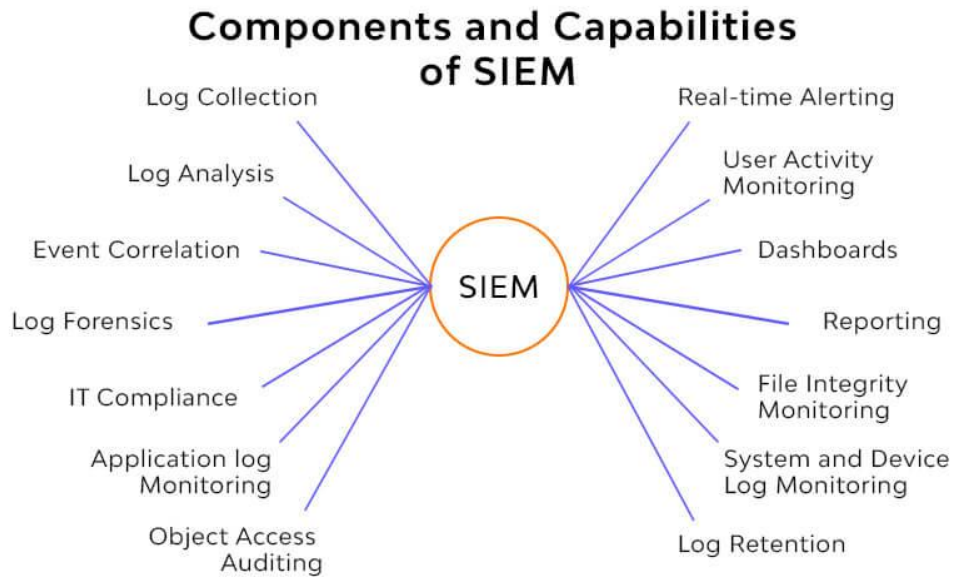 Components and Capabilities
of SIEM
Log Collection
Log Analysis
Event Correlation
Log Forensics
IT Compliance
Application log
Monitoring
Object Access
Auditing
SIEM
Real-time Alerting
User Activity
Monitoring
Dashboards
Reporting
File Integrity
Monitoring
System and Device
Log Monitoring
Log Retention